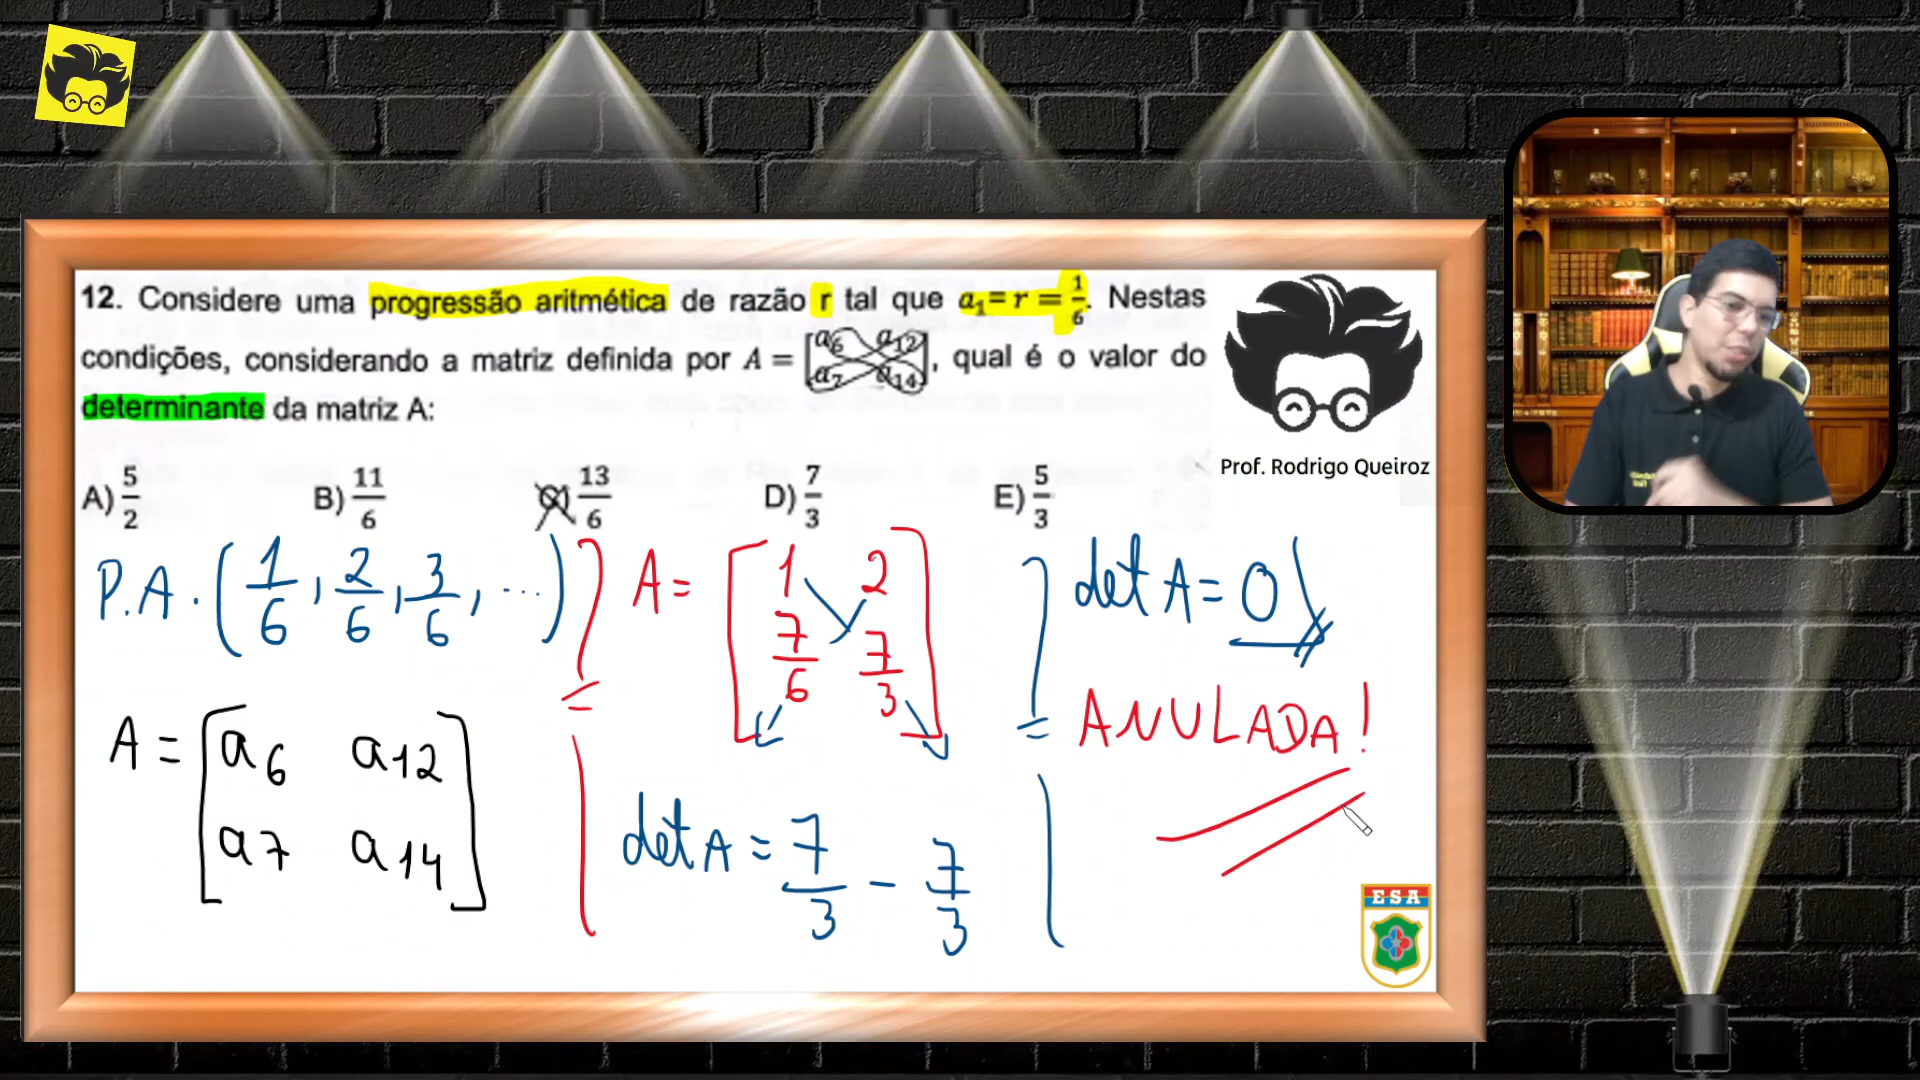 12. Considere uma progressão aritmética de razão r tal que a₁ = r = 1/6. Nestas
condições, considerando a matriz definida por A = [a₆ a₁₂; a₇ a₁₄], qual é o valor do
determinante da matriz A:
Prof. Rodrigo Queiroz
A) 5/2 B) 11/6 C) 13/6 D) 7/3 E) 5/3
P.A. (1/6, 2/6, 3/6, ...)
A = [1 2; 7/6 7/3]
det A = 0
A = [a6 a12; a7 a14]
ANULADA!
det A = 7/3 - 7/3
ESA